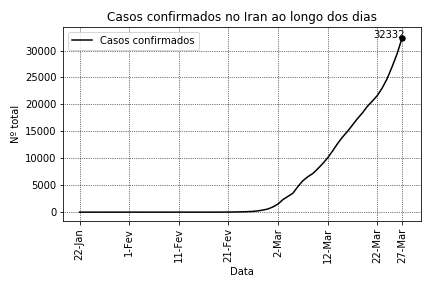 Casos confirmados no Iran ao longo dos dias
Casos confirmados
32332
Nº total
30000
25000
20000
15000
10000
5000
0
22-Jan
1-Fev
11-Fev
21-Fev
2-Mar
12-Mar
22-Mar
27-Mar
Data